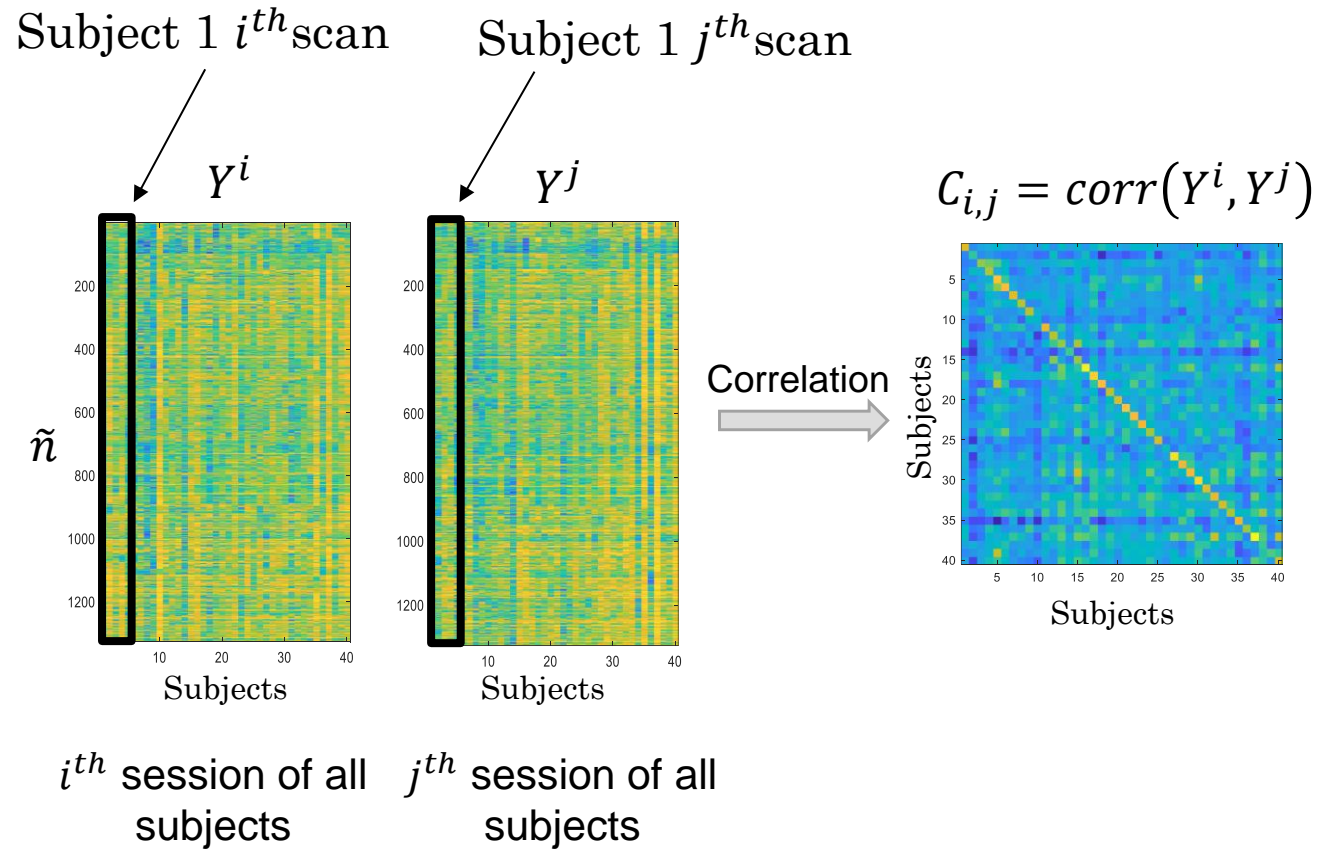 Subject 1 i^{th} scan
Subject 1 j^{th} scan
Y^i
Y^j
C_{i,j} = corr(Y^i, Y^j)
200
400
600
800
1000
1200
ñ
10 20 30 40
Subjects
200
400
600
800
1000
1200
10 20 30 40
Subjects
Correlation
Subjects
5
10
15
20
25
30
35
40
5 10 15 20 25 30 35 40
Subjects
i^{th} session of all
subjects
j^{th} session of all
subjects